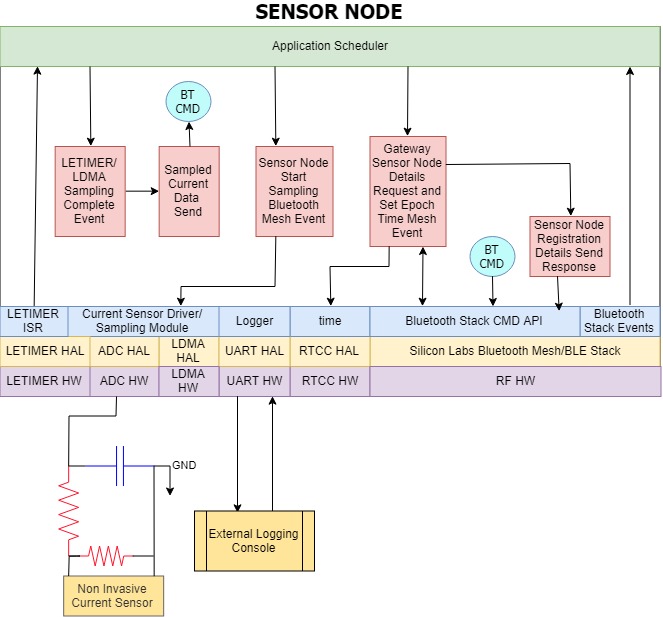 SENSOR NODE
Application Scheduler
BT
CMD
LETIMER/
LDMA
Sampling
Complete
Event
Sampled
Current
Data
Send
Sensor Node
Start
Sampling
Bluetooth
Mesh Event
Gateway
Sensor Node
Details
Request and
Set Epoch
Time Mesh
Event
Sensor Node
Registration
Details Send
Response
BT
CMD
LETIMER
ISR
Current Sensor Driver/
Sampling Module
Logger
time
Bluetooth Stack CMD API
Bluetooth
Stack Events
LETIMER HAL
ADC HAL
LDMA
HAL
UART HAL
RTCC HAL
Silicon Labs Bluetooth Mesh/BLE Stack
LETIMER HW
ADC HW
LDMA
HW
UART HW
RTCC HW
RF HW
GND
External Logging
Console
Non Invasive
Current Sensor